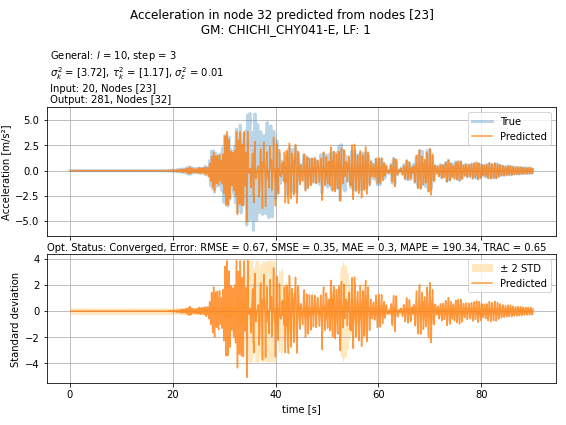 Acceleration in node 32 predicted from nodes [23]
GM: CHICHI_CHY041-E, LF: 1
General: l = 10, step = 3
σ²ₖ = [3.72], τ²ₖ = [1.17], σ²ε = 0.01
Input: 20, Nodes [23]
Output: 281, Nodes [32]
Acceleration [m/s²]
5.0
2.5
0.0
−2.5
−5.0
True
Predicted
Opt. Status: Converged, Error: RMSE = 0.67, SMSE = 0.35, MAE = 0.3, MAPE = 190.34, TRAC = 0.65
Standard deviation
4
2
0
−2
−4
± 2 STD
Predicted
0 20 40 60 80
time [s]